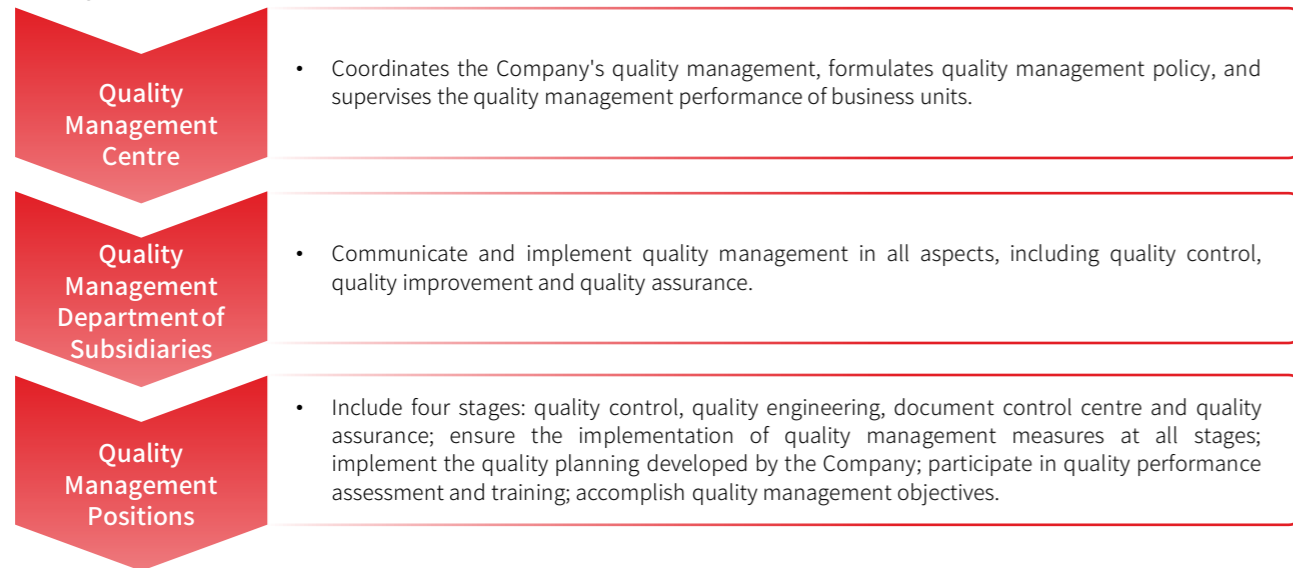 Quality
Management
Centre
• Coordinates the Company's quality management, formulates quality management policy, and
supervises the quality management performance of business units.
Quality
Management
Department of
Subsidiaries
• Communicate and implement quality management in all aspects, including quality control,
quality improvement and quality assurance.
Quality
Management
Positions
• Include four stages: quality control, quality engineering, document control centre and quality
assurance; ensure the implementation of quality management measures at all stages;
implement the quality planning developed by the Company; participate in quality performance
assessment and training; accomplish quality management objectives.